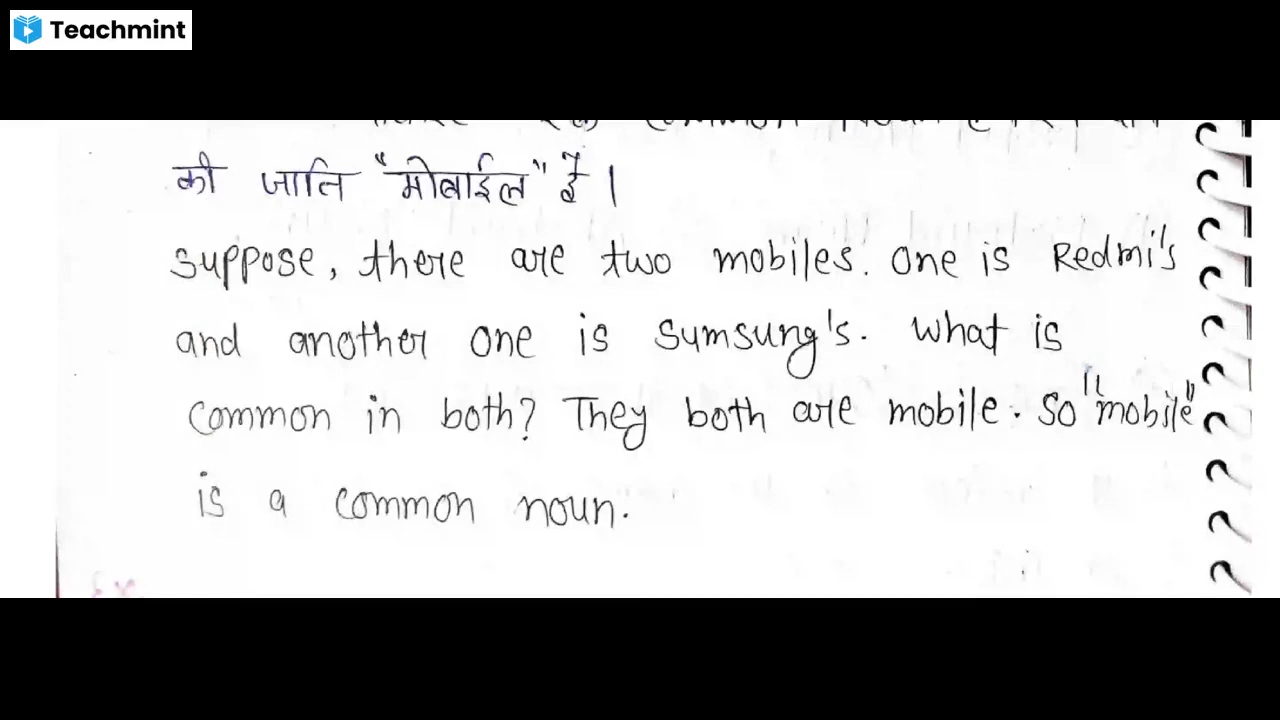 Teachmint
की जाति "मोबाईल" है ।
suppose, there are two mobiles. One is Redmi's
and another one is sumsung's. What is
common in both? They both are mobile. So "mobile"
is a common noun.